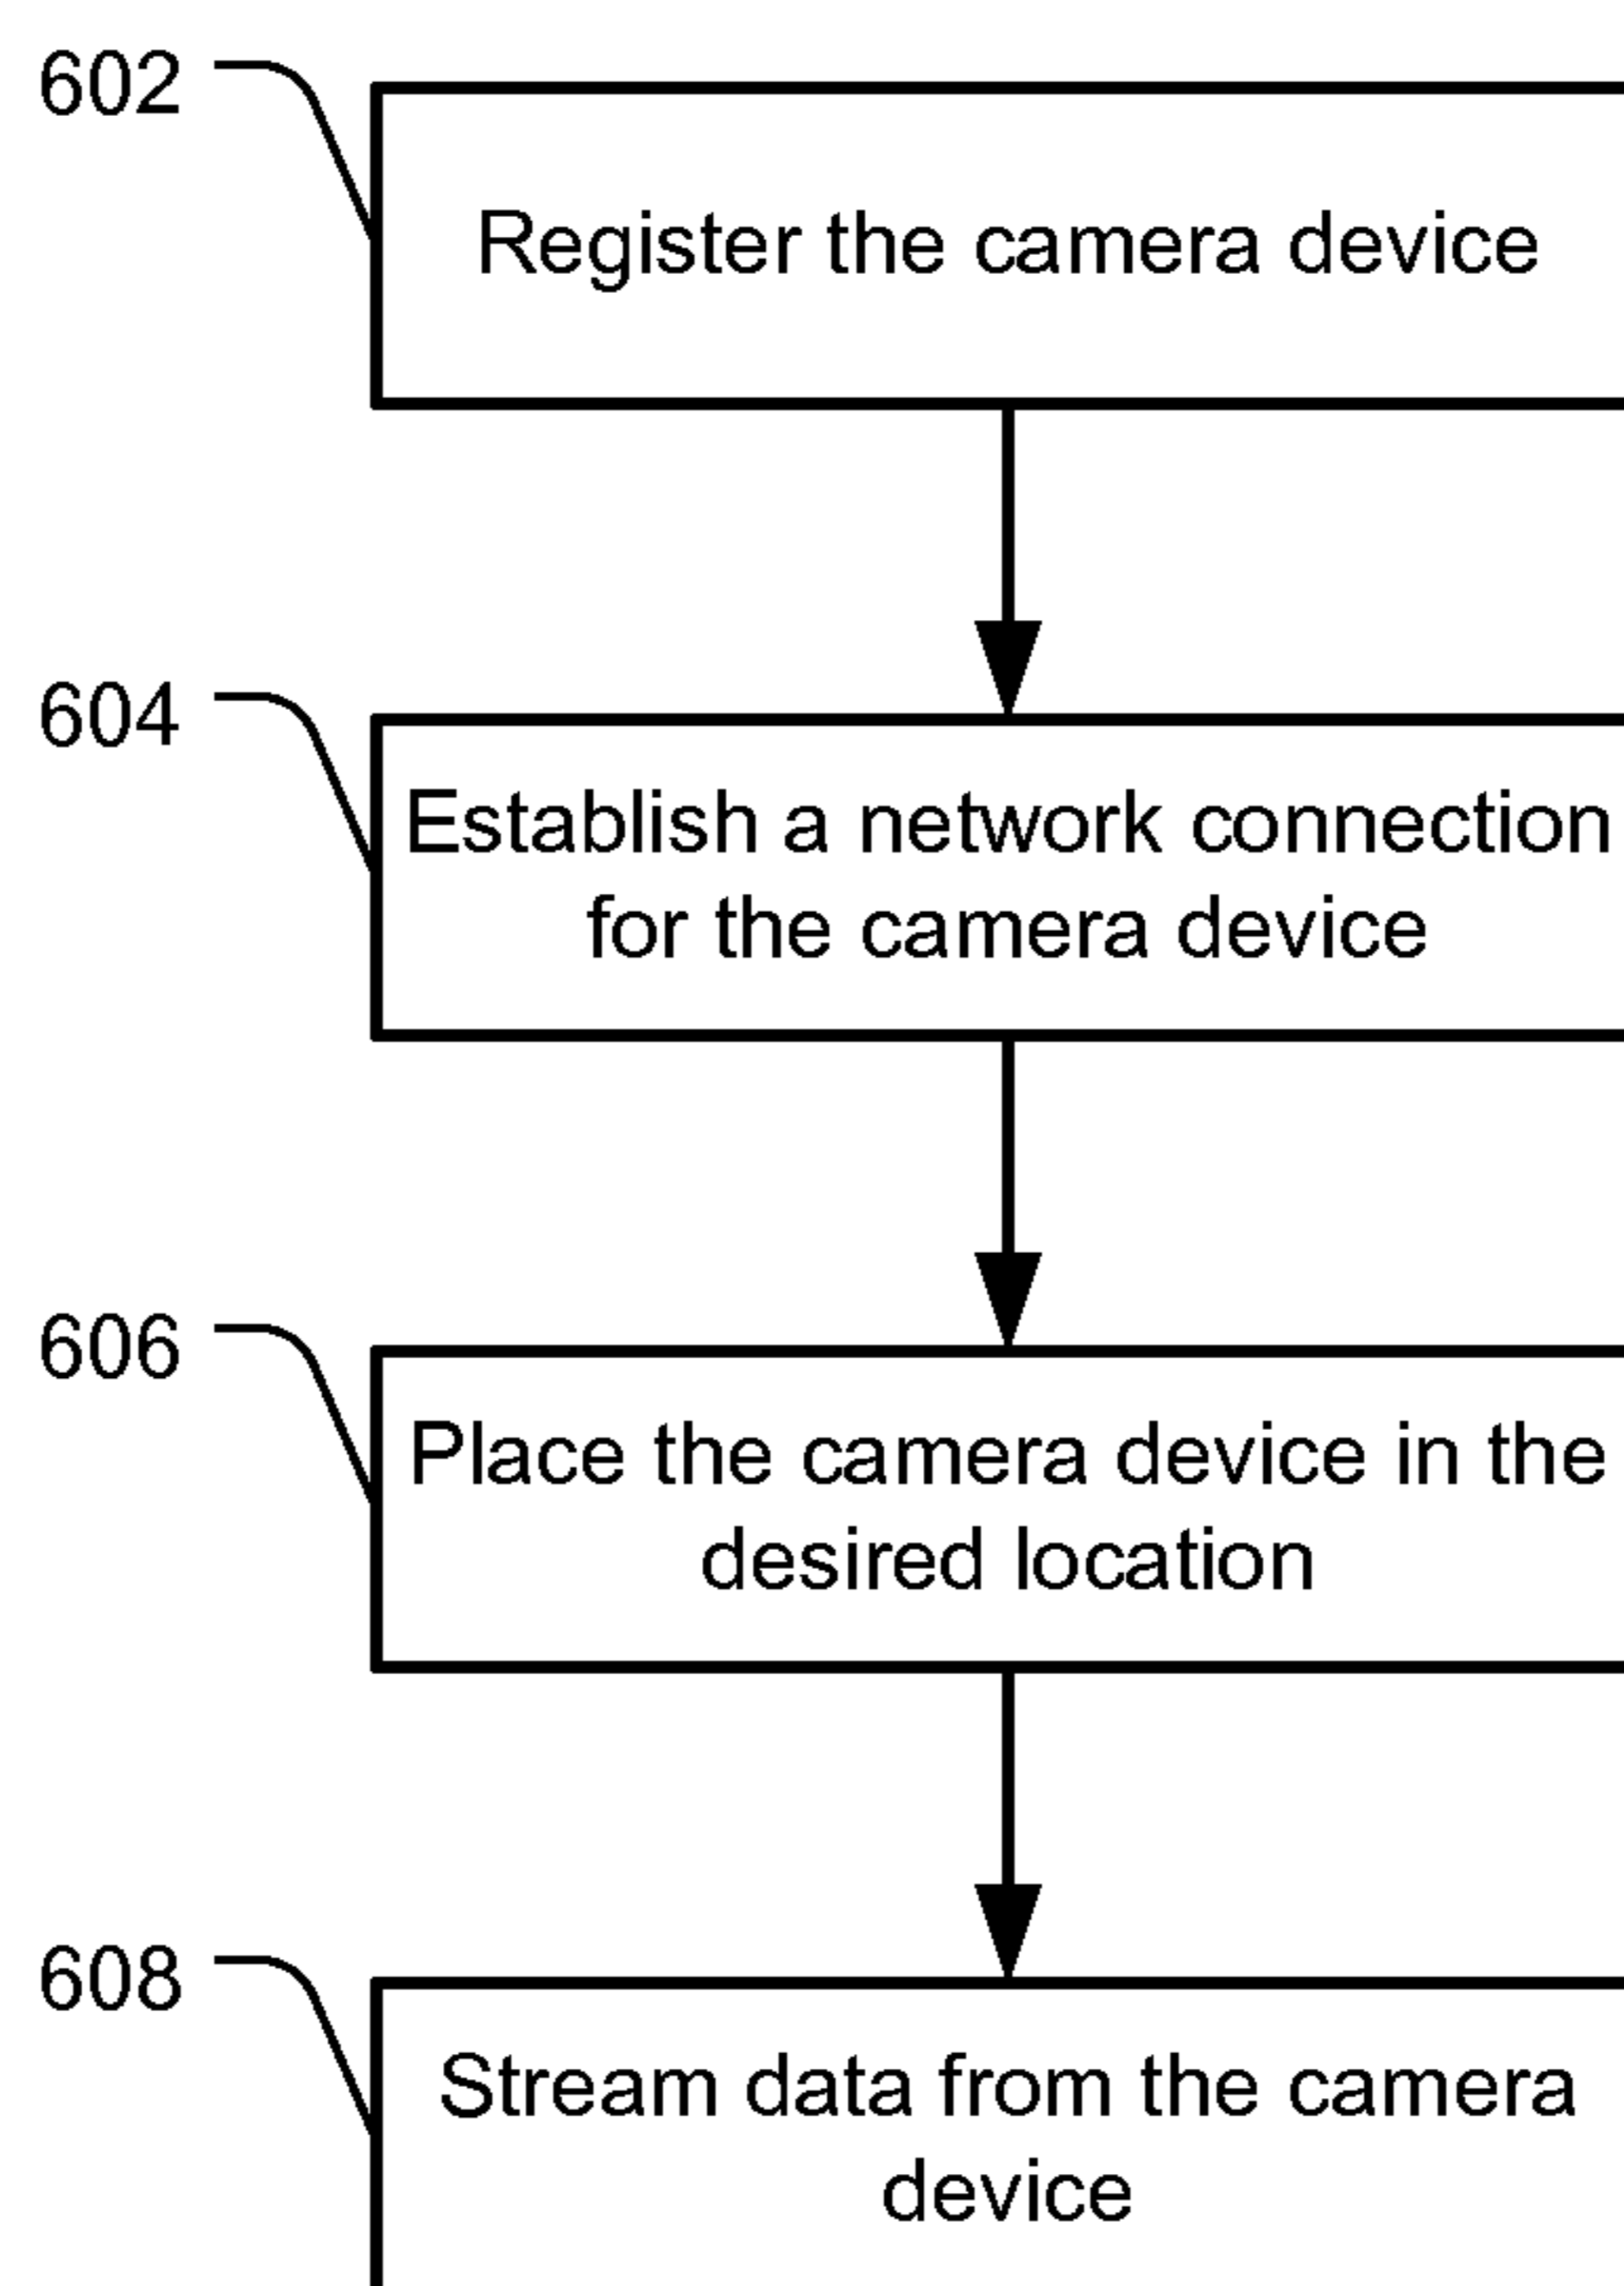 602
Register the camera device
604
Establish a network connection
for the camera device
606
Place the camera device in the
desired location
608
Stream data from the camera
device